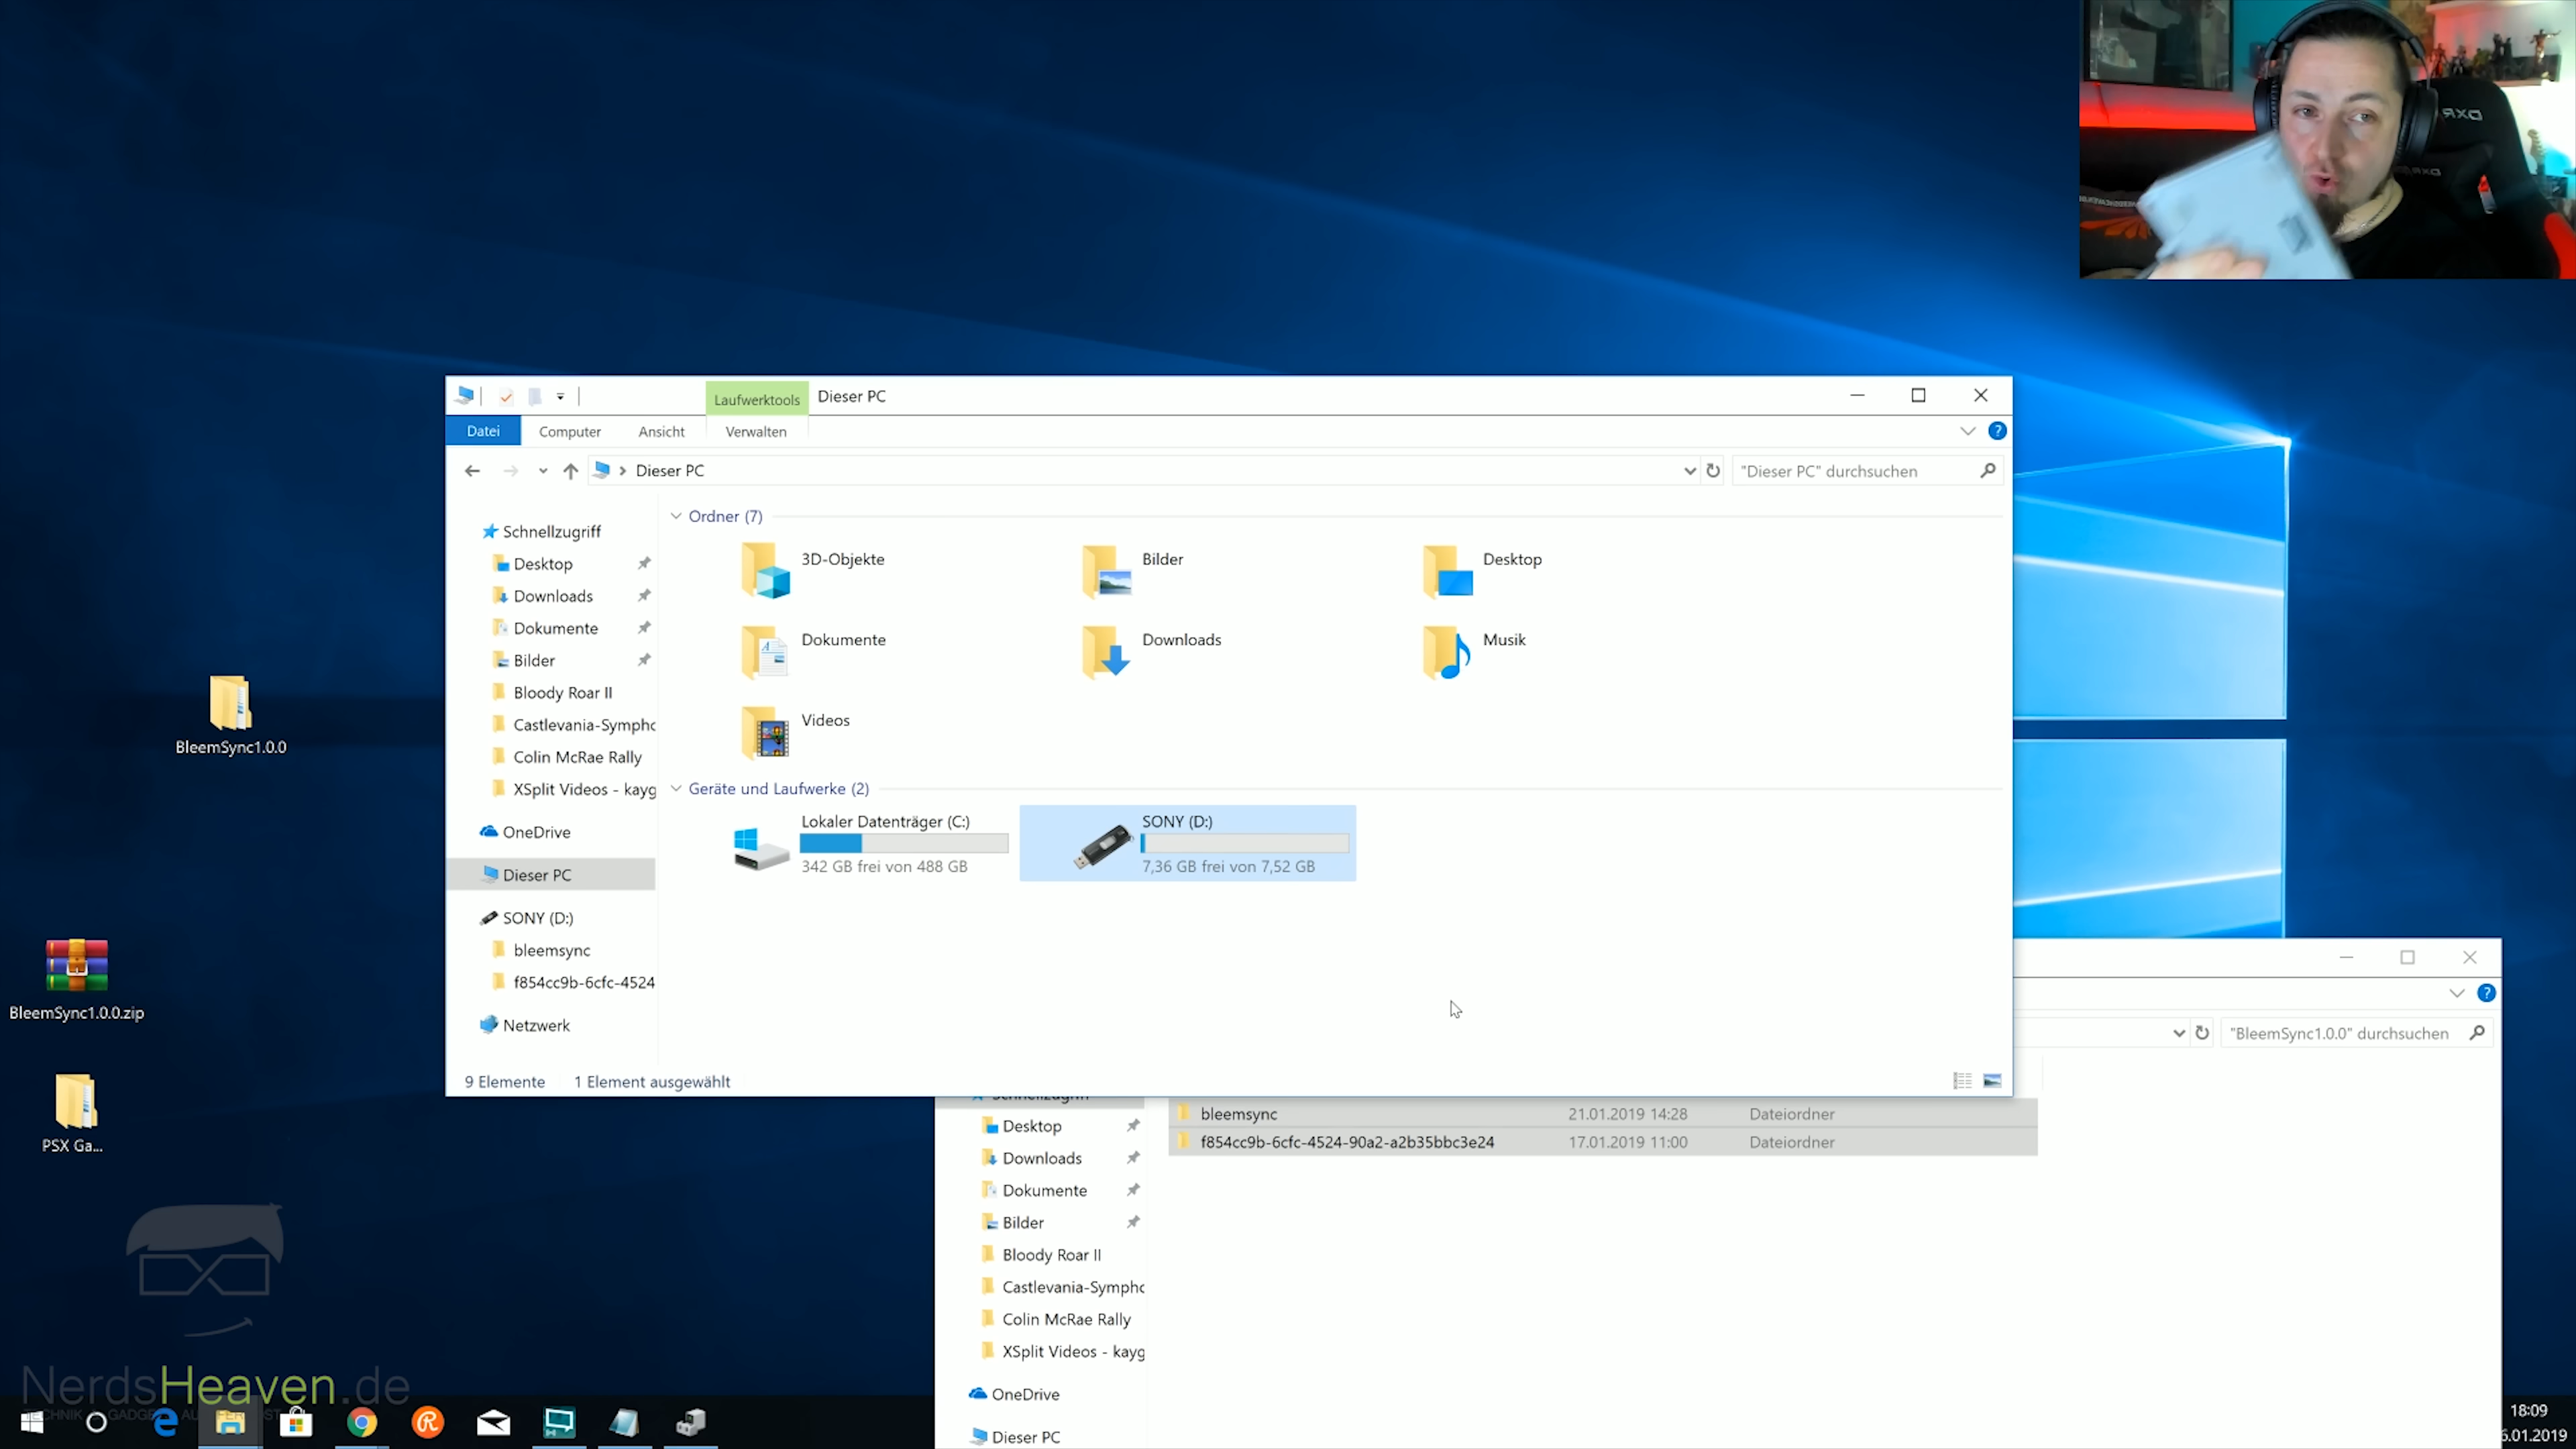 DXR
Laufwerktools
Dieser PC
Datei
Computer
Ansicht
Verwalten
Dieser PC
"Dieser PC" durchsuchen
Schnellzugriff
Desktop
Downloads
Dokumente
Bilder
Bloody Roar II
Castlevania-Sympho
Colin McRae Rally
XSplit Videos - kayg
OneDrive
Dieser PC
SONY (D:)
bleemsync
f854cc9b-6cfc-4524
Netzwerk
Ordner (7)
3D-Objekte
Bilder
Desktop
Dokumente
Downloads
Musik
Videos
Geräte und Laufwerke (2)
Lokaler Datenträger (C:)
342 GB frei von 488 GB
SONY (D:)
7,36 GB frei von 7,52 GB
9 Elemente
1 Element ausgewählt
BleemSync1.0.0
BleemSync1.0.0.zip
PSX Ga...
"BleemSync1.0.0" durchsuchen
Schnellzugriff
bleemsync 21.01.2019 14:28 Dateiordner
f854cc9b-6cfc-4524-90a2-a2b35bbc3e24 17.01.2019 11:00 Dateiordner
Desktop
Downloads
Dokumente
Bilder
Bloody Roar II
Castlevania-Sympho
Colin McRae Rally
XSplit Videos - kayg
OneDrive
Dieser PC
NerdsHeaven.de
18:09
6.01.2019